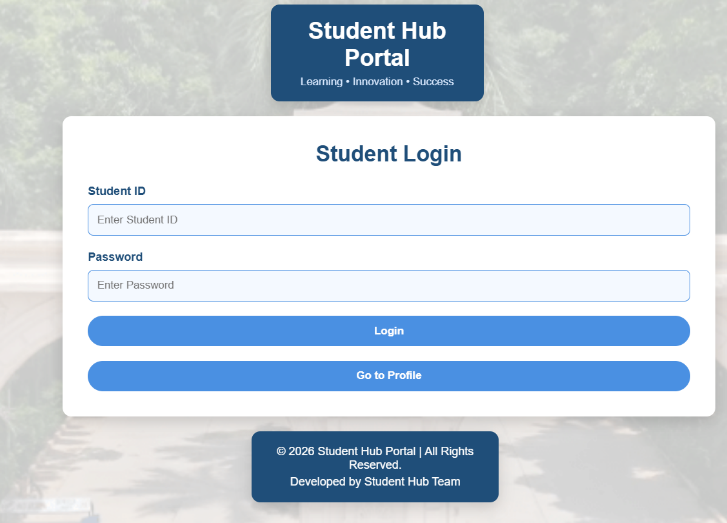 Student Hub
Portal
Learning • Innovation • Success
Student Login
Student ID
Enter Student ID
Password
Enter Password
Login
Go to Profile
© 2026 Student Hub Portal | All Rights
Reserved.
Developed by Student Hub Team